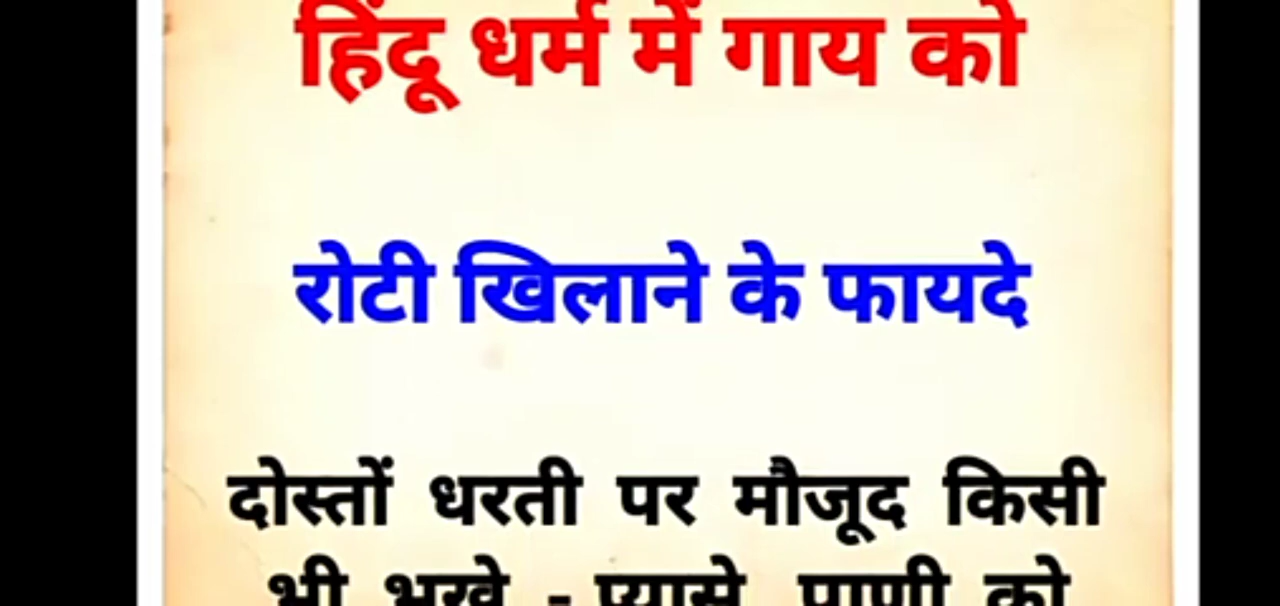 हिंदू धर्म में गाय को
रोटी खिलाने के फायदे
दोस्तों धरती पर मौजूद किसी
भी भूखे - प्यासे प्राणी को